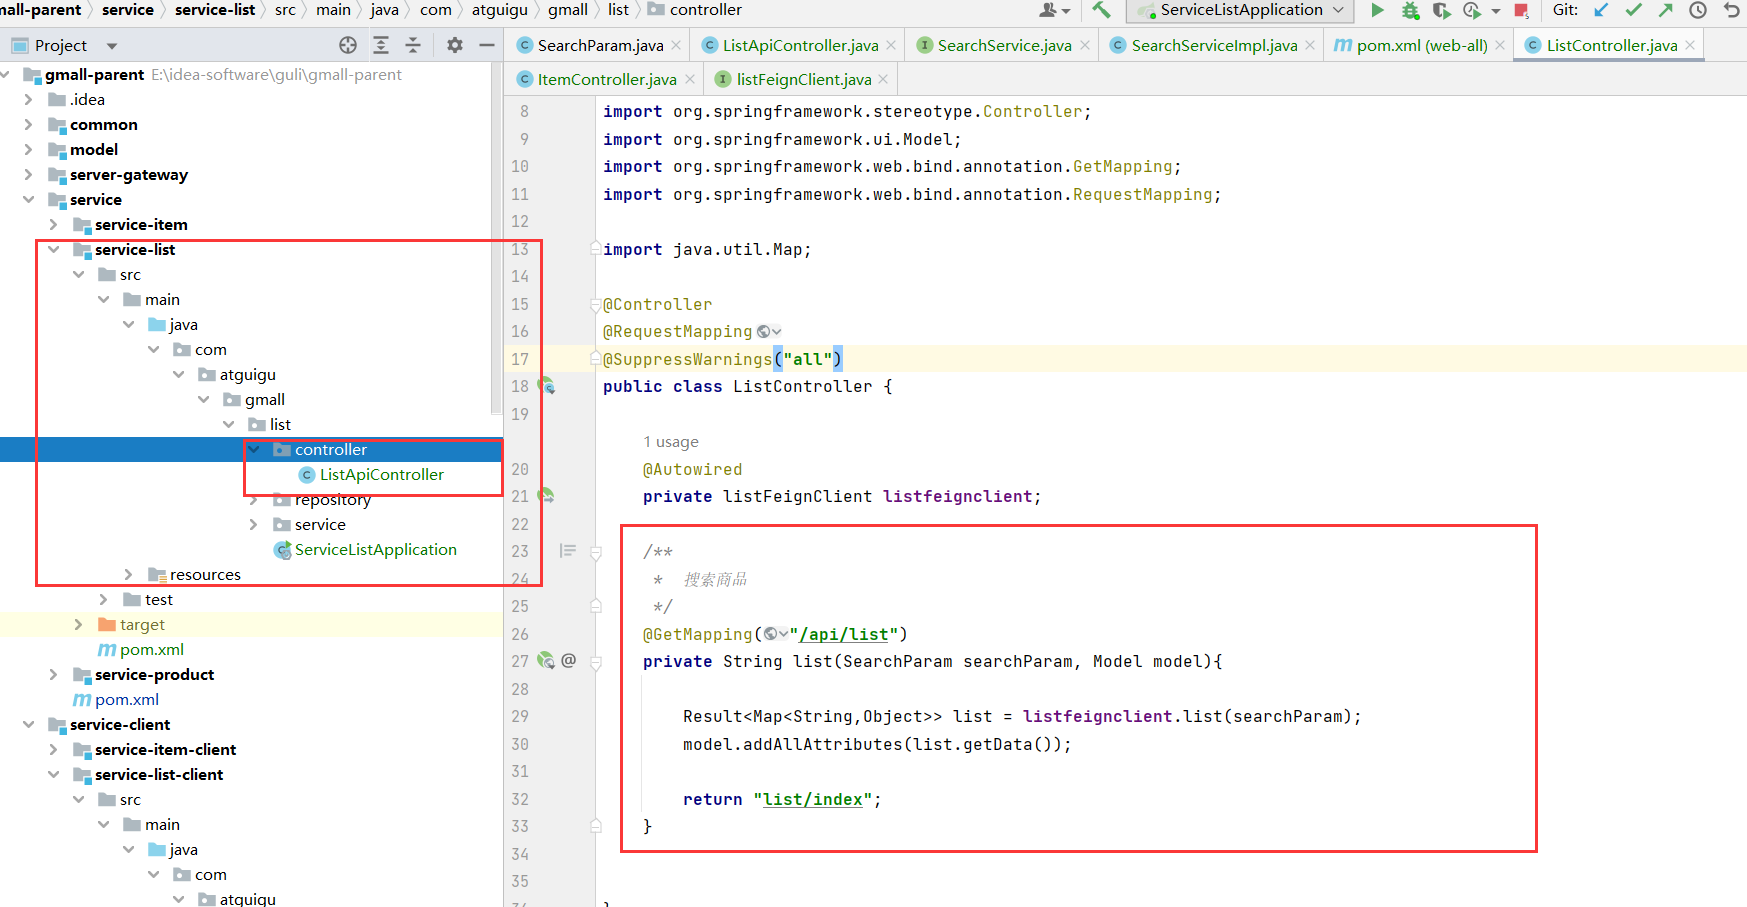 mall-parent service service-list src main java com atguigu gmall list controller ServiceListApplication Git:
Project
SearchParam.java ListApiController.java SearchService.java SearchServiceImpl.java pom.xml (web-all) ListController.java
ItemController.java listFeignClient.java
gmall-parent E:\idea-software\guli\gmall-parent
.idea
common
model
server-gateway
service
service-item
service-list
src
main
java
com
atguigu
gmall
list
controller
ListApiController
repository
service
ServiceListApplication
resources
test
target
pom.xml
service-product
pom.xml
service-client
service-item-client
service-list-client
src
main
java
com
atguigu
8 import org.springframework.stereotype.Controller;
9 import org.springframework.ui.Model;
10 import org.springframework.web.bind.annotation.GetMapping;
11 import org.springframework.web.bind.annotation.RequestMapping;
12
13 import java.util.Map;
14
15 @Controller
16 @RequestMapping
17 @SuppressWarnings("all")
18 public class ListController {
19
1 usage
20 @Autowired
21 private listFeignClient listfeignclient;
22
23 /**
24 * 搜索商品
25 */
26 @GetMapping("/api/list")
27 private String list(SearchParam searchParam, Model model){
28
29 Result<Map<String,Object>> list = listfeignclient.list(searchParam);
30 model.addAllAttributes(list.getData());
31
32 return "list/index";
33 }
34
35